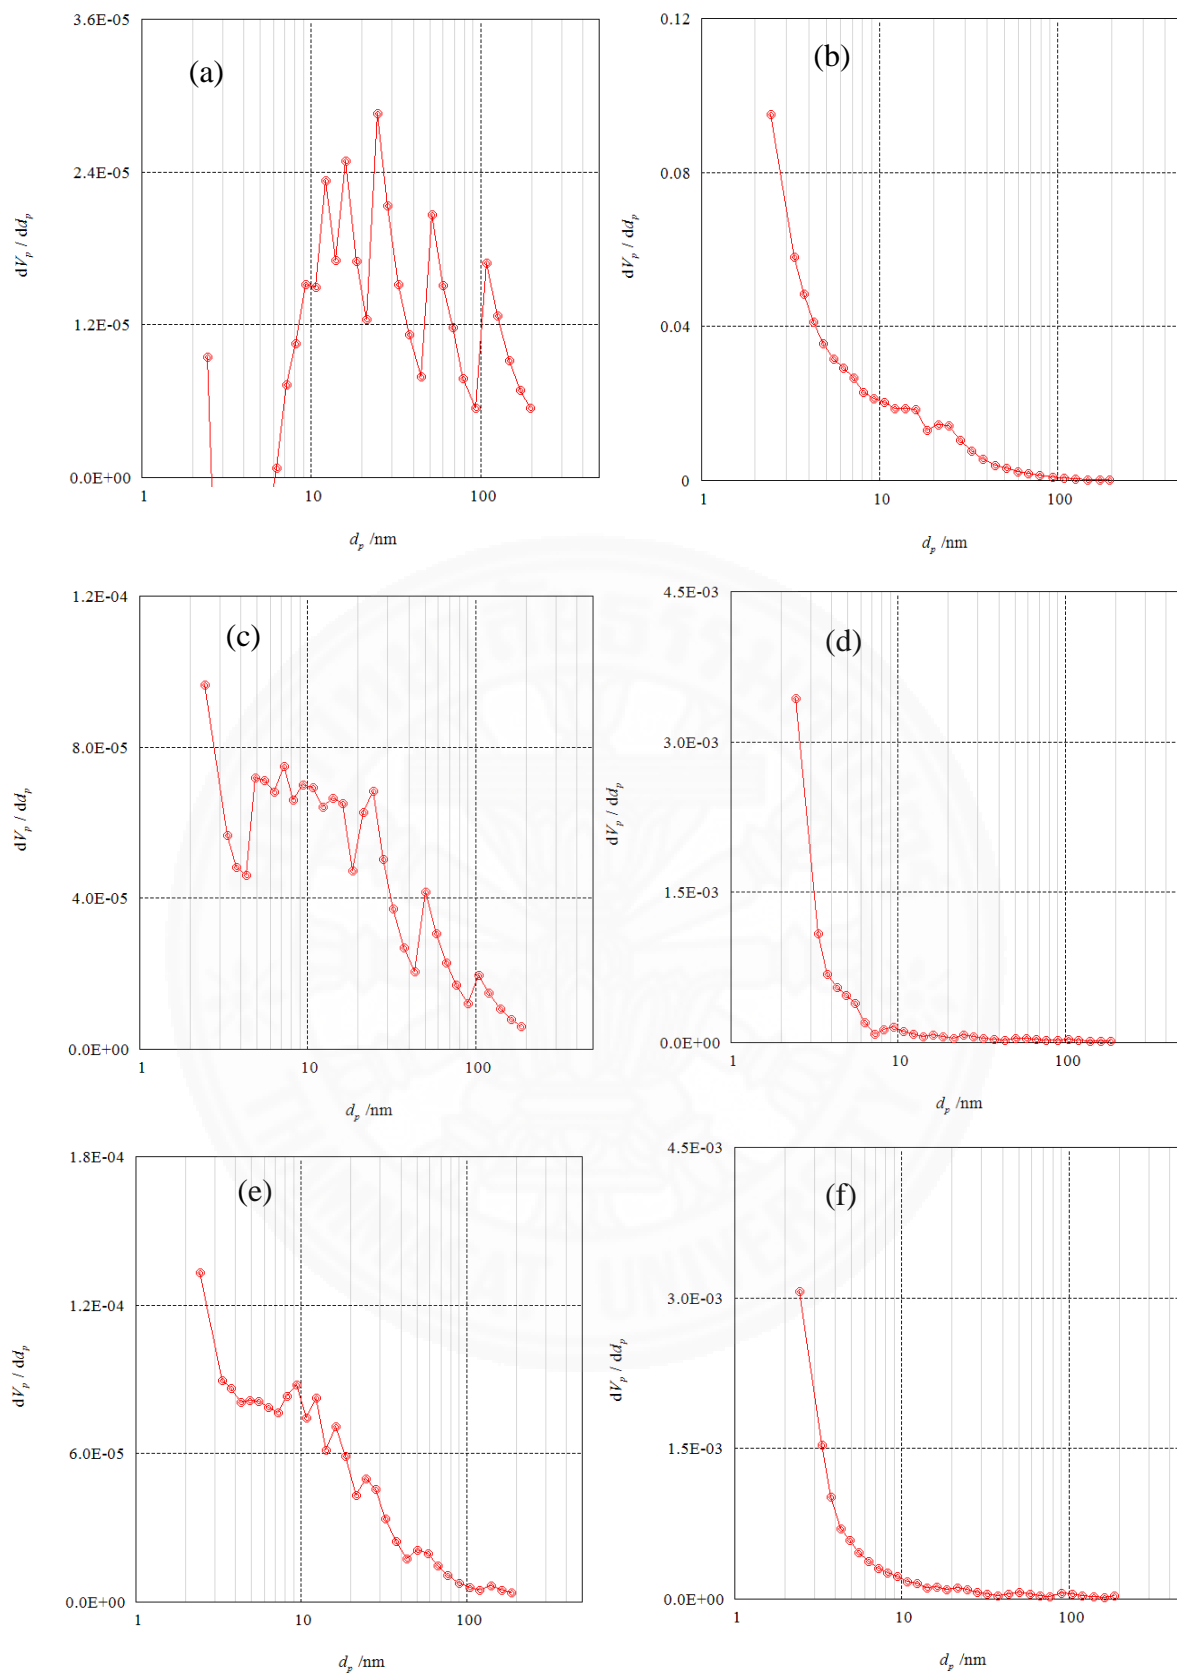 (a)
3.6E-05
2.4E-05
1.2E-05
0.0E+00
dVp / ddp
1 10 100
dp /nm
(b)
0.12
0.08
0.04
0
dVp / ddp
1 10 100
dp /nm
(c)
1.2E-04
8.0E-05
4.0E-05
0.0E+00
dVp / ddp
1 10 100
dp /nm
(d)
4.5E-03
3.0E-03
1.5E-03
0.0E+00
dVp / ddp
1 10 100
dp /nm
(e)
1.8E-04
1.2E-04
6.0E-05
0.0E+00
dVp / ddp
1 10 100
dp /nm
(f)
4.5E-03
3.0E-03
1.5E-03
0.0E+00
dVp / ddp
1 10 100
dp /nm
THAMMASAT UNIVERSITY